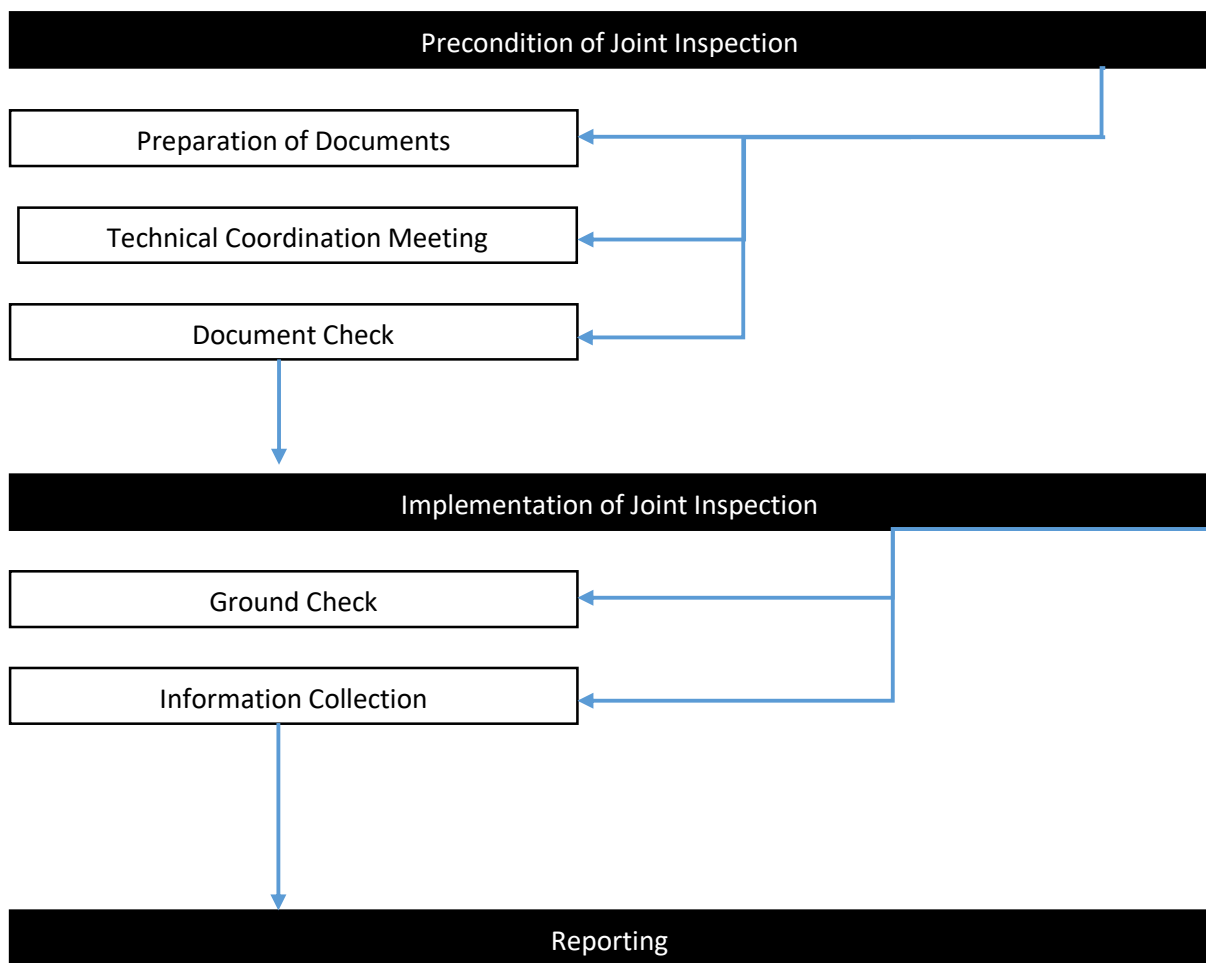 Precondition of Joint Inspection
Preparation of Documents
Technical Coordination Meeting
Document Check
Implementation of Joint Inspection
Ground Check
Information Collection
Reporting